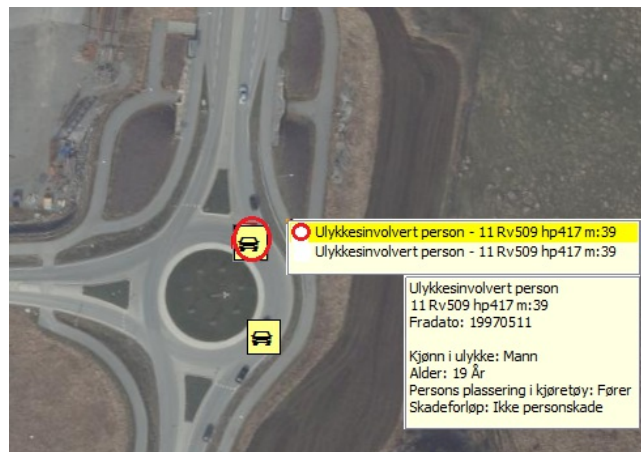 Ulykkesinvolvert person - 11 Rv509 hp417 m:39
Ulykkesinvolvert person - 11 Rv509 hp417 m:39
Ulykkesinvolvert person
11 Rv509 hp417 m:39
Fradato: 19970511
Kjønn i ulykke: Mann
Alder: 19 År
Persons plassering i kjøretøy: Fører
Skadeforløp: Ikke personskade